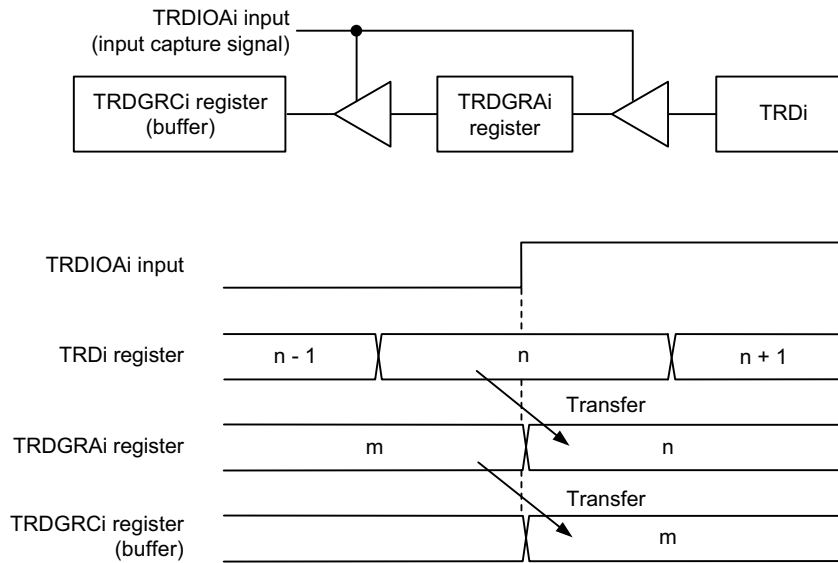 TRDIOAi input
(input capture signal)
TRDGRCi register
(buffer)
TRDGRAi
register
TRDi
TRDIOAi input
TRDi register
n - 1
n
n + 1
Transfer
TRDGRAi register
m
n
Transfer
TRDGRCi register
(buffer)
m